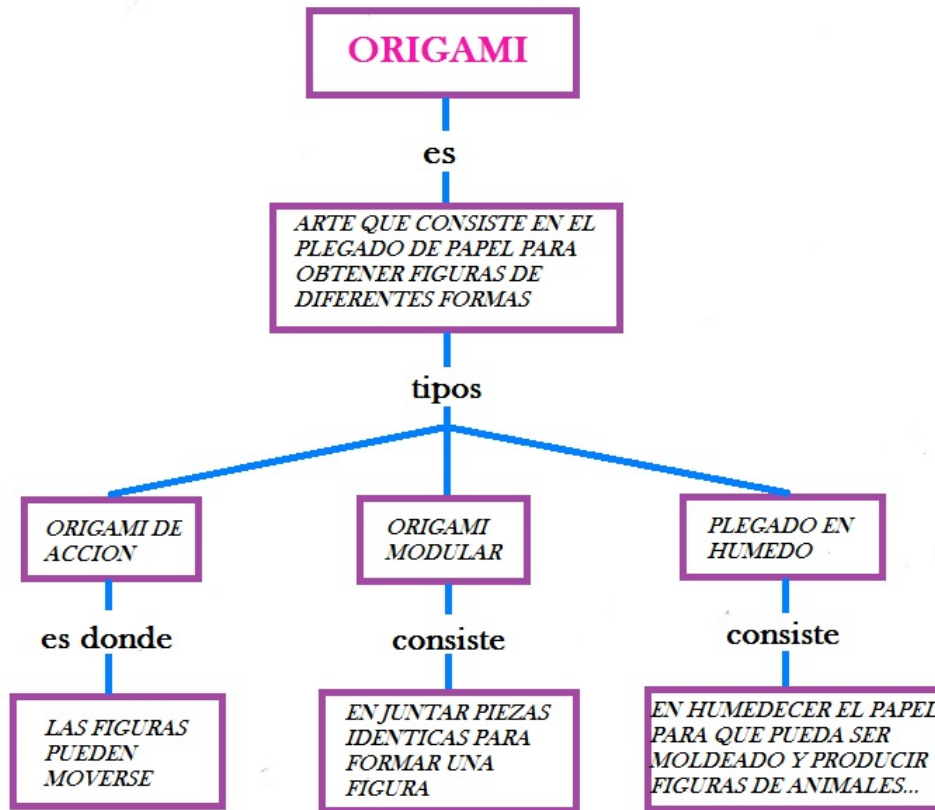 ORIGAMI
es
ARTE QUE CONSISTE EN EL
PLEGADO DE PAPEL PARA
OBTENER FIGURAS DE
DIFERENTES FORMAS
tipos
ORIGAMI DE
ACCION
ORIGAMI
MODULAR
PLEGADO EN
HUMEDO
es donde
consiste
consiste
LAS FIGURAS
PUEDEN
MOVERSE
EN JUNTAR PIEZAS
IDENTICAS PARA
FORMAR UNA
FIGURA
EN HUMEDECER EL PAPEL
PARA QUE PUEDA SER
MOLDEADO Y PRODUCIR
FIGURAS DE ANIMALES...